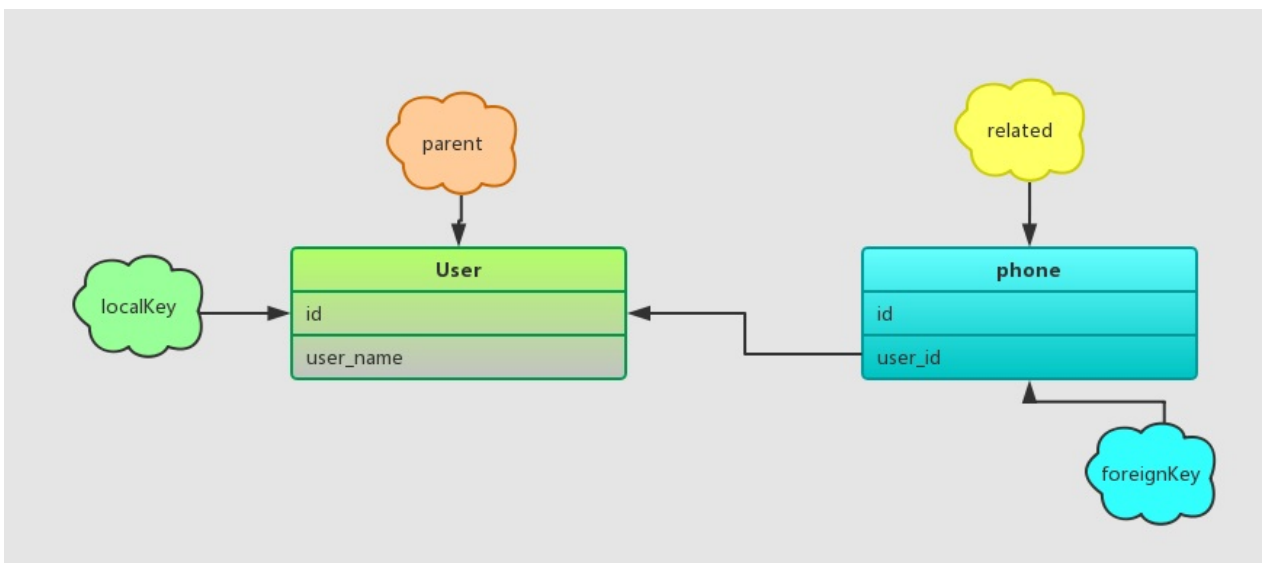 parent
related
User
phone
localKey
id
id
user_name
user_id
foreignKey